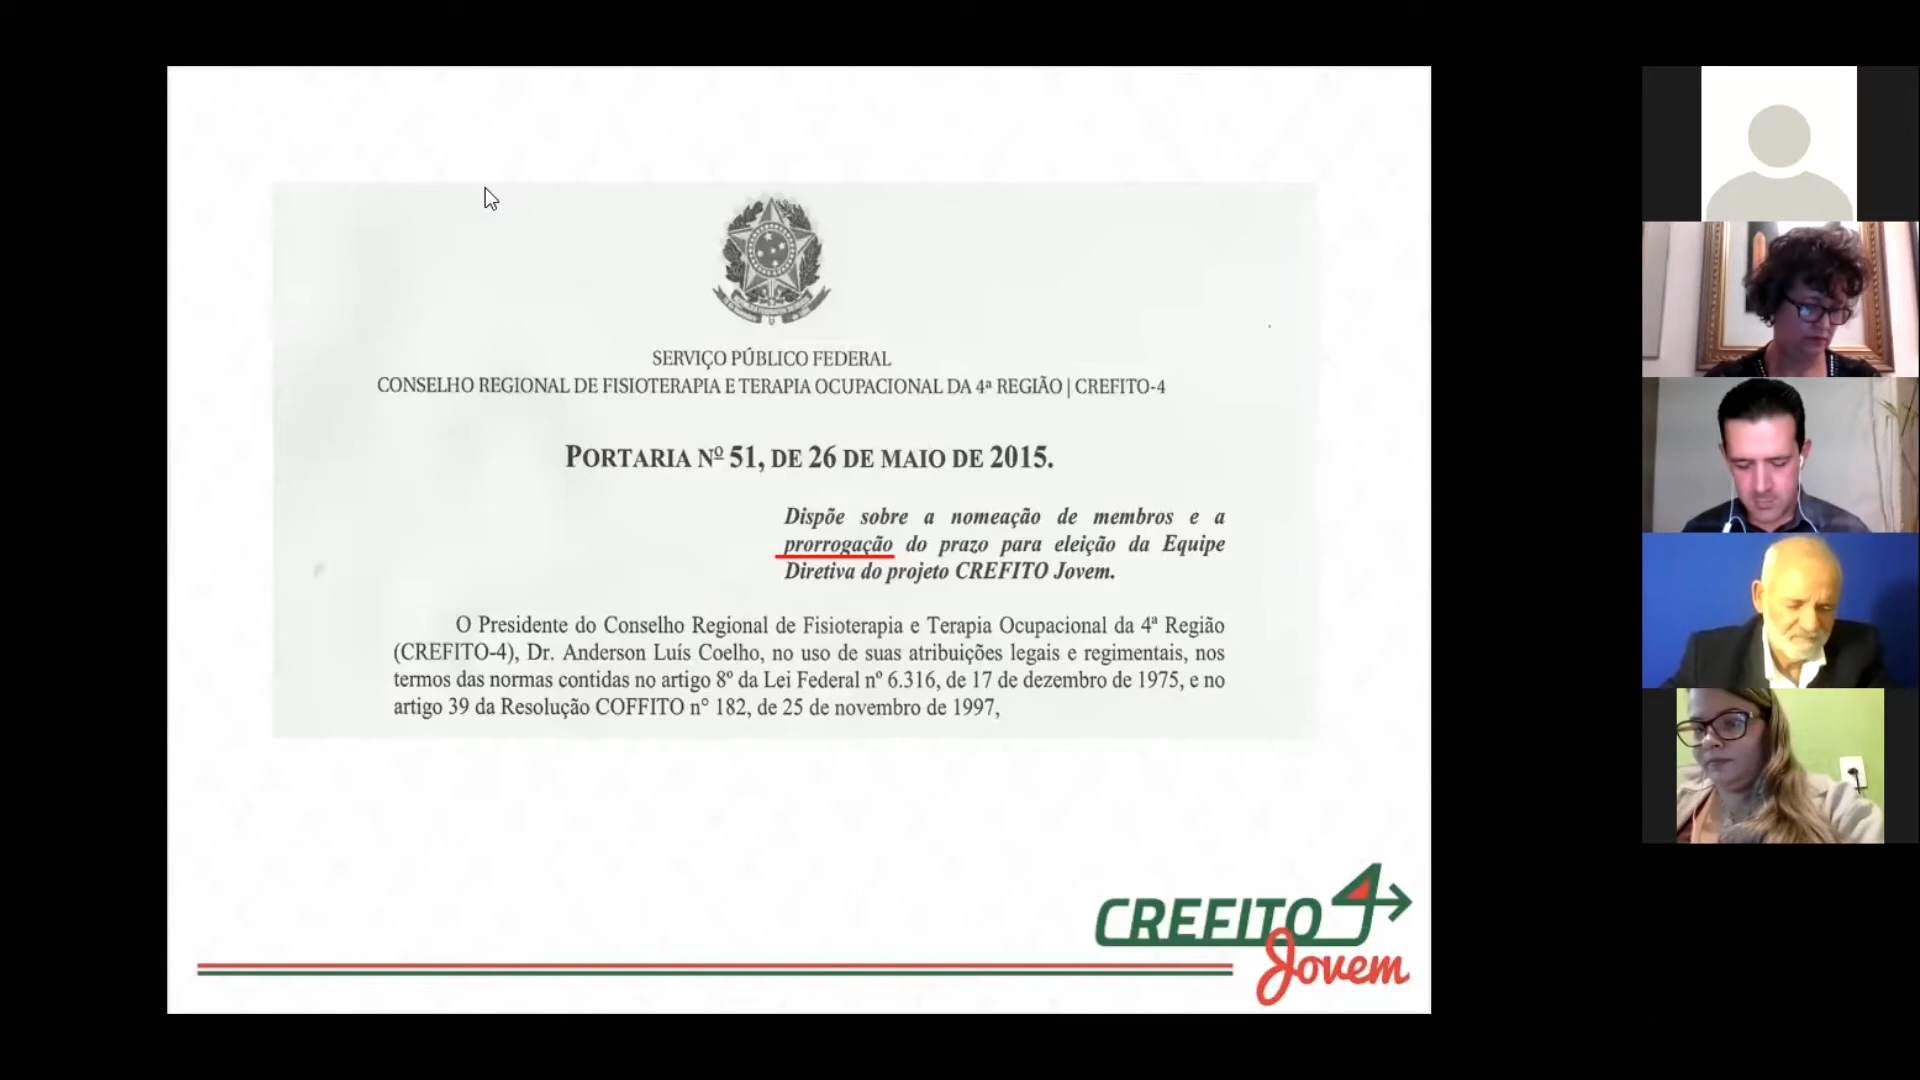 SERVIÇO PÚBLICO FEDERAL
CONSELHO REGIONAL DE FISIOTERAPIA E TERAPIA OCUPACIONAL DA 4ª REGIÃO | CREFITO-4
PORTARIA Nº 51, DE 26 DE MAIO DE 2015.
Dispõe sobre a nomeação de membros e a
prorrogação do prazo para eleição da Equipe
Diretiva do projeto CREFITO Jovem.
O Presidente do Conselho Regional de Fisioterapia e Terapia Ocupacional da 4ª Região
(CREFITO-4), Dr. Anderson Luís Coelho, no uso de suas atribuições legais e regimentais, nos
termos das normas contidas no artigo 8º da Lei Federal nº 6.316, de 17 de dezembro de 1975, e no
artigo 39 da Resolução COFFITO n° 182, de 25 de novembro de 1997,
CREFITO 4
Jovem